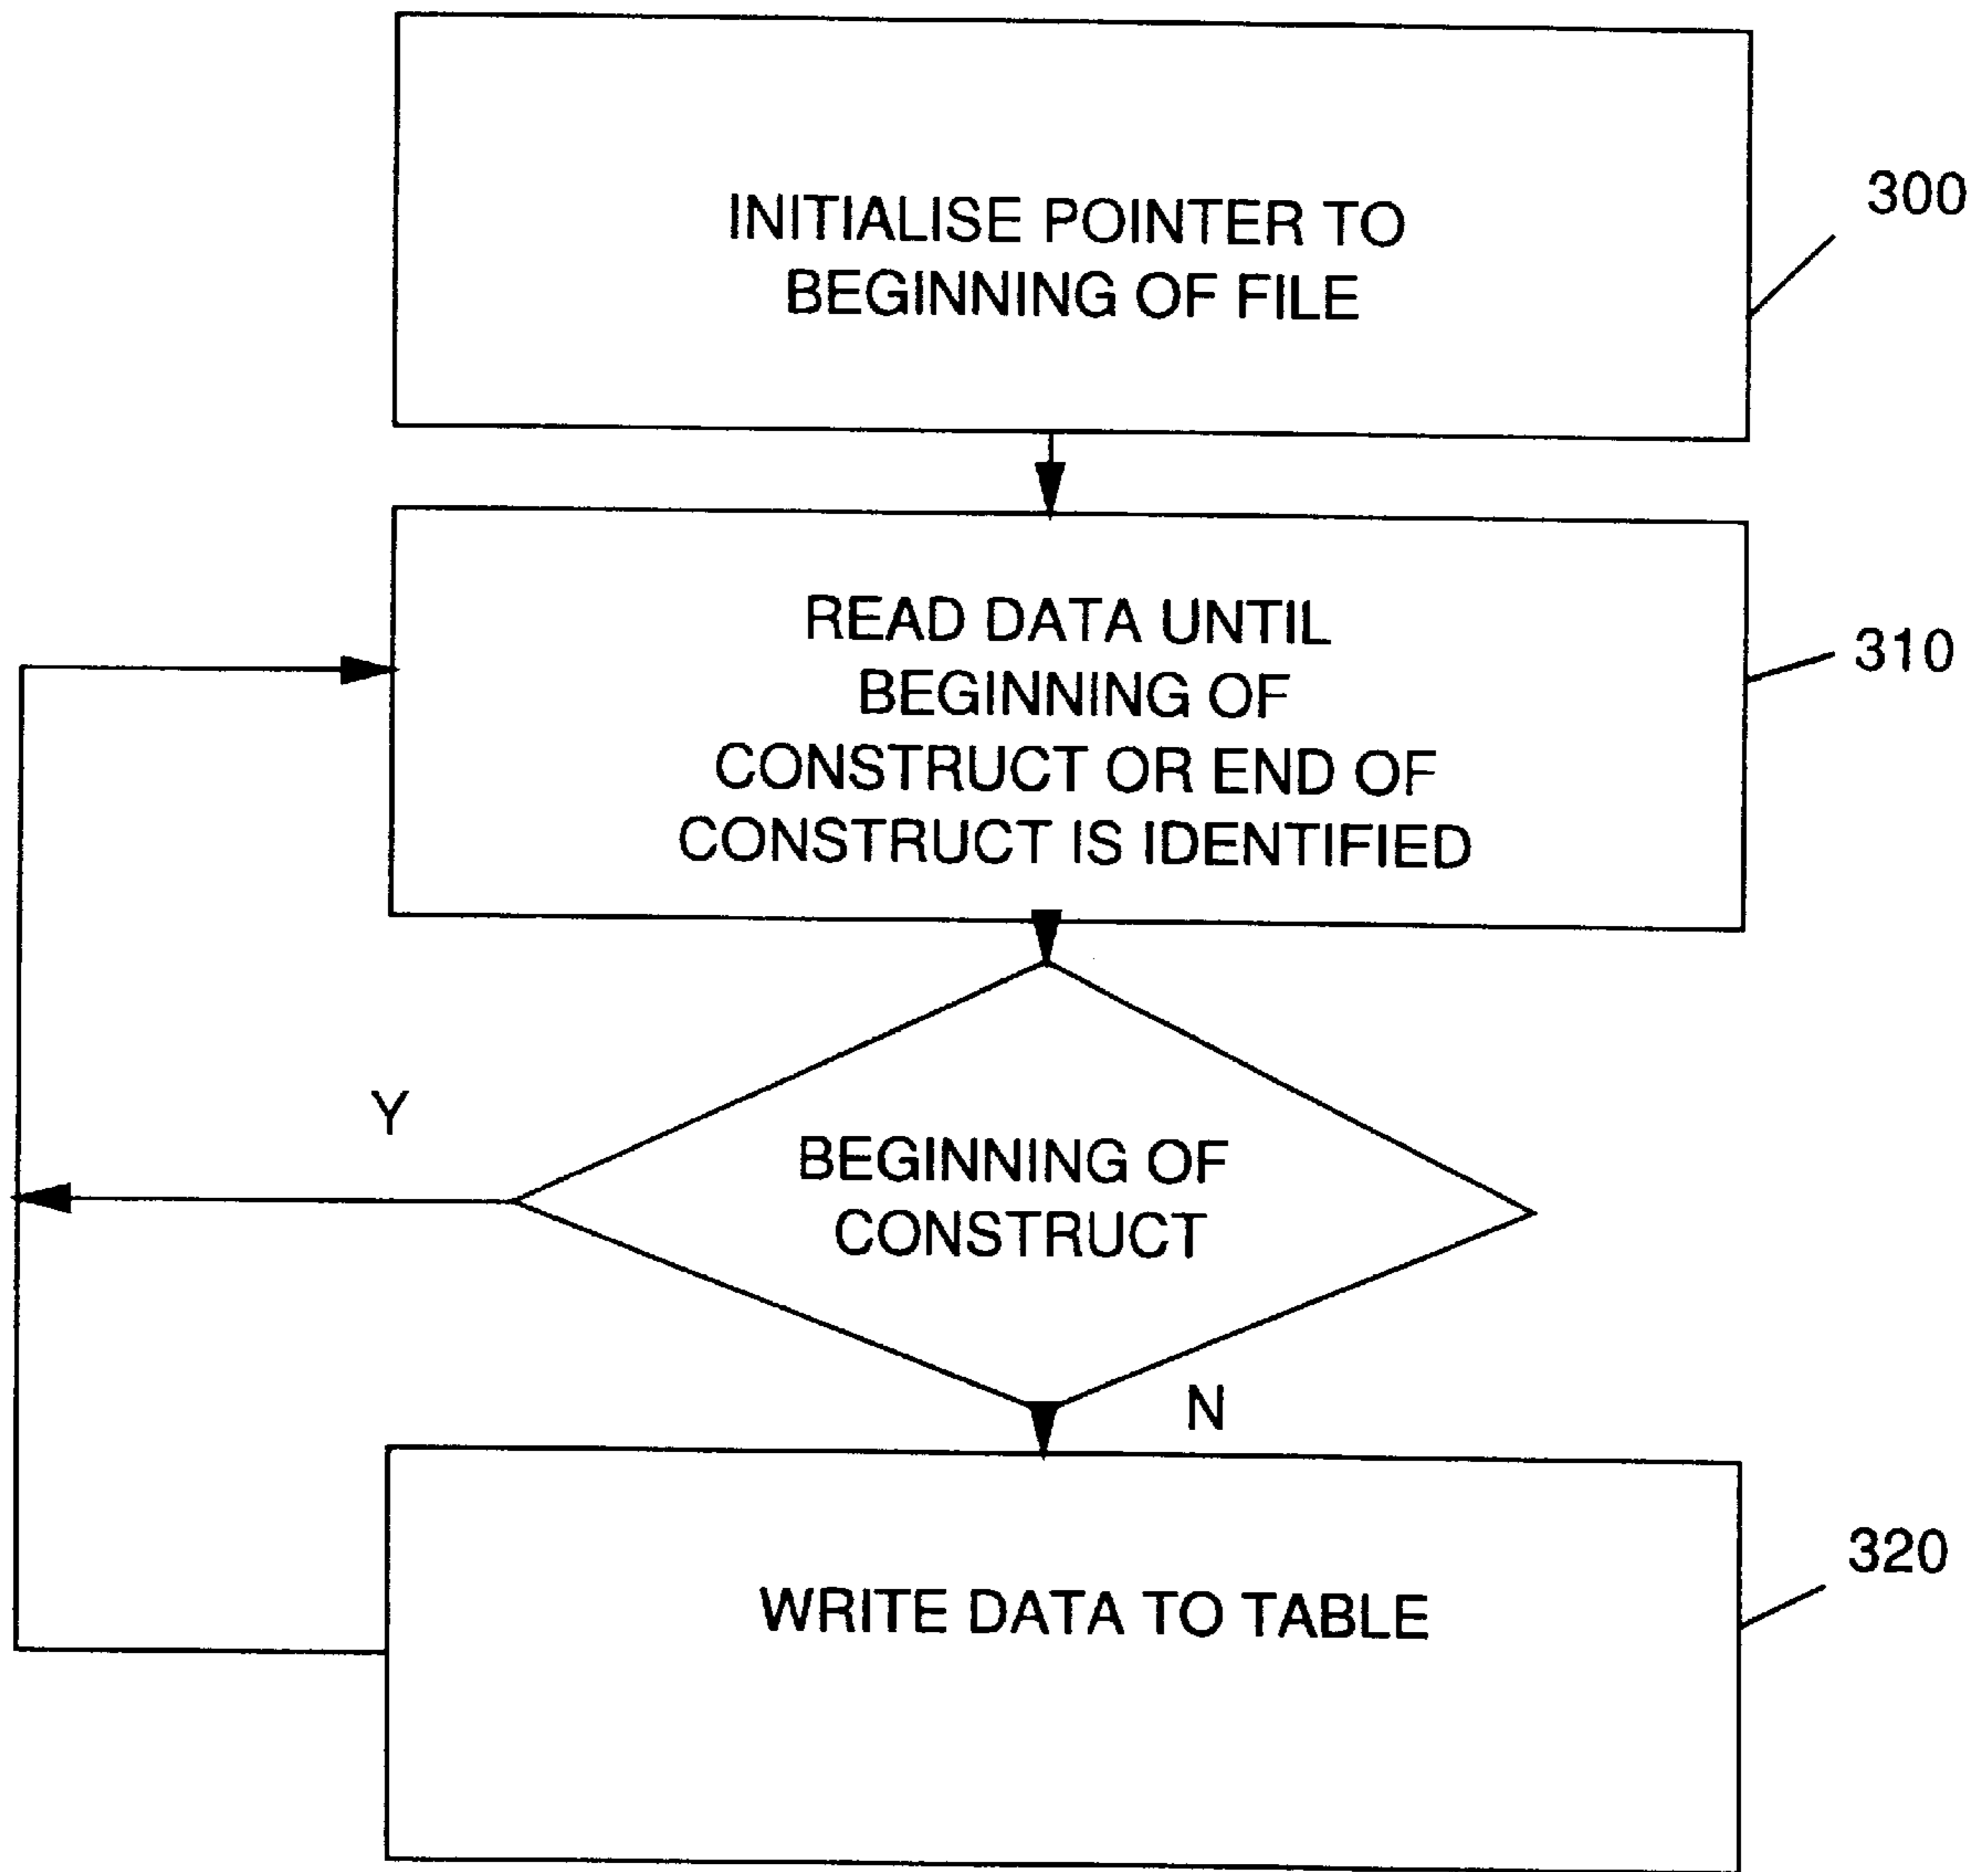 INITIALISE POINTER TO
BEGINNING OF FILE
300
READ DATA UNTIL
BEGINNING OF
CONSTRUCT OR END OF
CONSTRUCT IS IDENTIFIED
310
Y
BEGINNING OF
CONSTRUCT
N
WRITE DATA TO TABLE
320